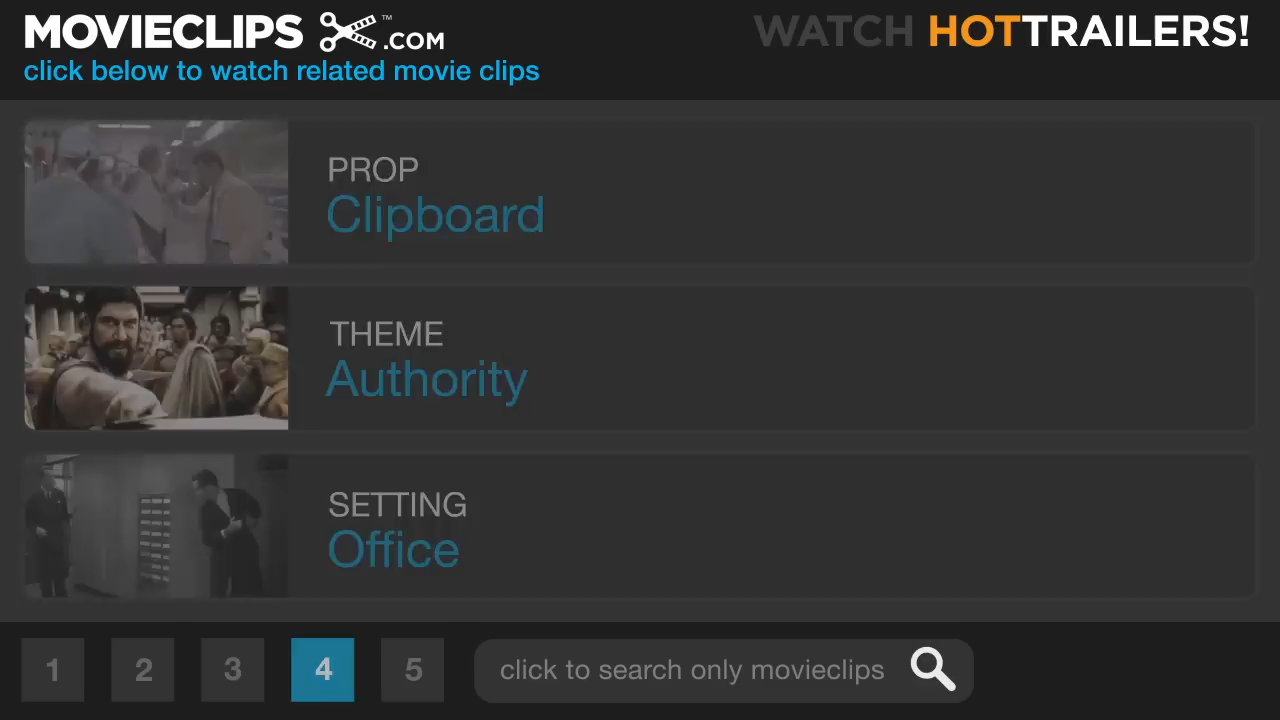 MOVIECLIPS™.COM
WATCH HOTTRAILERS!
click below to watch related movie clips
PROP
Clipboard
THEME
Authority
SETTING
Office
1 2 3 4 5
click to search only movieclips